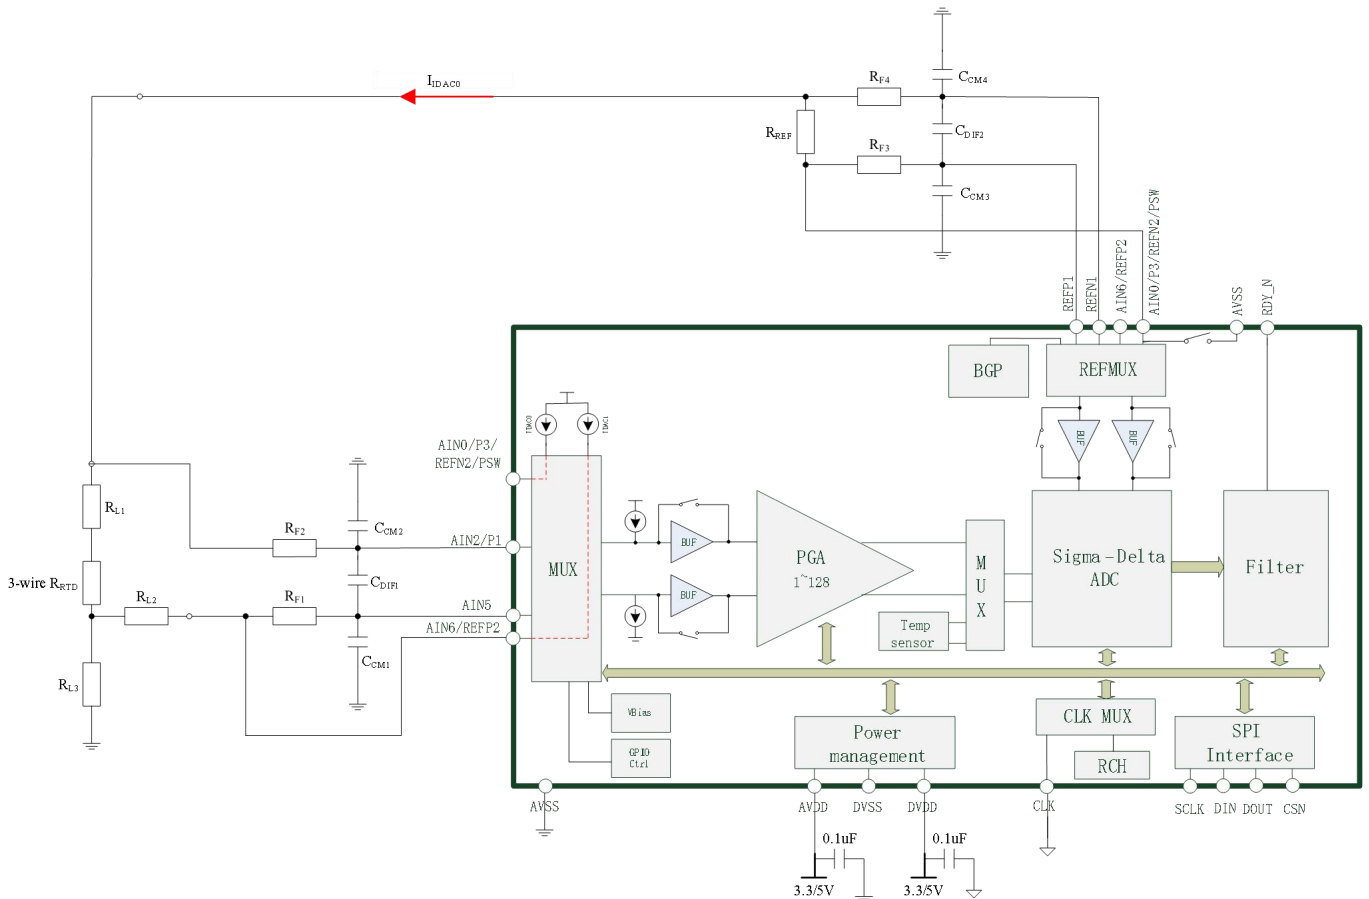 I_IDAC0
R_F4
C_CM4
R_REF
C_DIF2
R_F3
C_CM3
REFP1
REFN1
AIN6/REFP2
AIN0/P3/REFN2/PSW
AVSS
RDY_N
BGP
REFMUX
IDAC0
IDAC1
BUF
BUF
AIN0/P3/
REFN2/PSW
R_L1
R_F2
C_CM2
AIN2/P1
MUX
BUF
BUF
PGA
1~128
MUX
Sigma-Delta
ADC
Filter
3-wire R_RTD
C_DIF1
R_L2
R_F1
AIN5
AIN6/REFP2
Temp
sensor
R_L3
C_CM1
VBias
GPIO
Ctrl
Power
management
CLK MUX
RCH
SPI
Interface
AVSS
AVDD
DVSS
DVDD
CLK
SCLK
DIN
DOUT
CSN
0.1uF
0.1uF
3.3/5V
3.3/5V